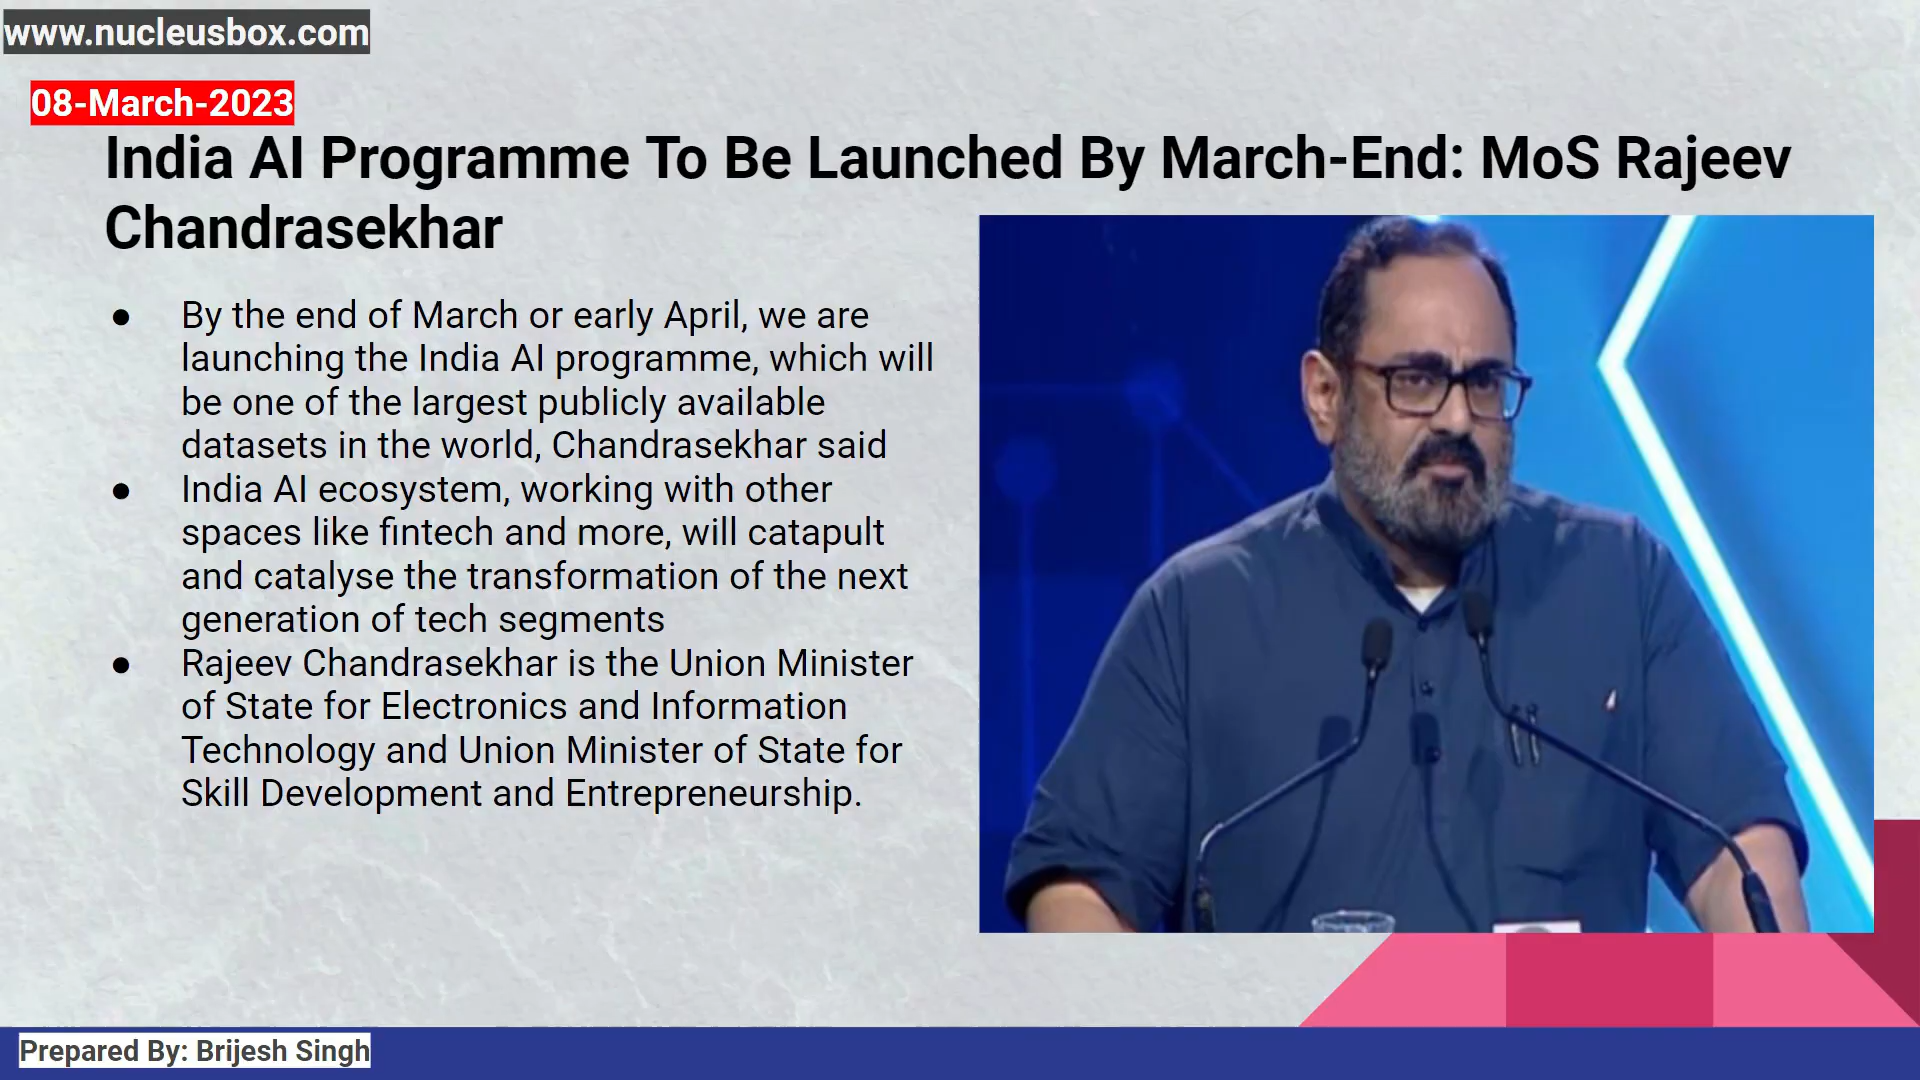 www.nucleusbox.com
08-March-2023
India AI Programme To Be Launched By March-End: MoS Rajeev
Chandrasekhar
● By the end of March or early April, we are
launching the India AI programme, which will
be one of the largest publicly available
datasets in the world, Chandrasekhar said
● India AI ecosystem, working with other
spaces like fintech and more, will catapult
and catalyse the transformation of the next
generation of tech segments
● Rajeev Chandrasekhar is the Union Minister
of State for Electronics and Information
Technology and Union Minister of State for
Skill Development and Entrepreneurship.
Prepared By: Brijesh Singh